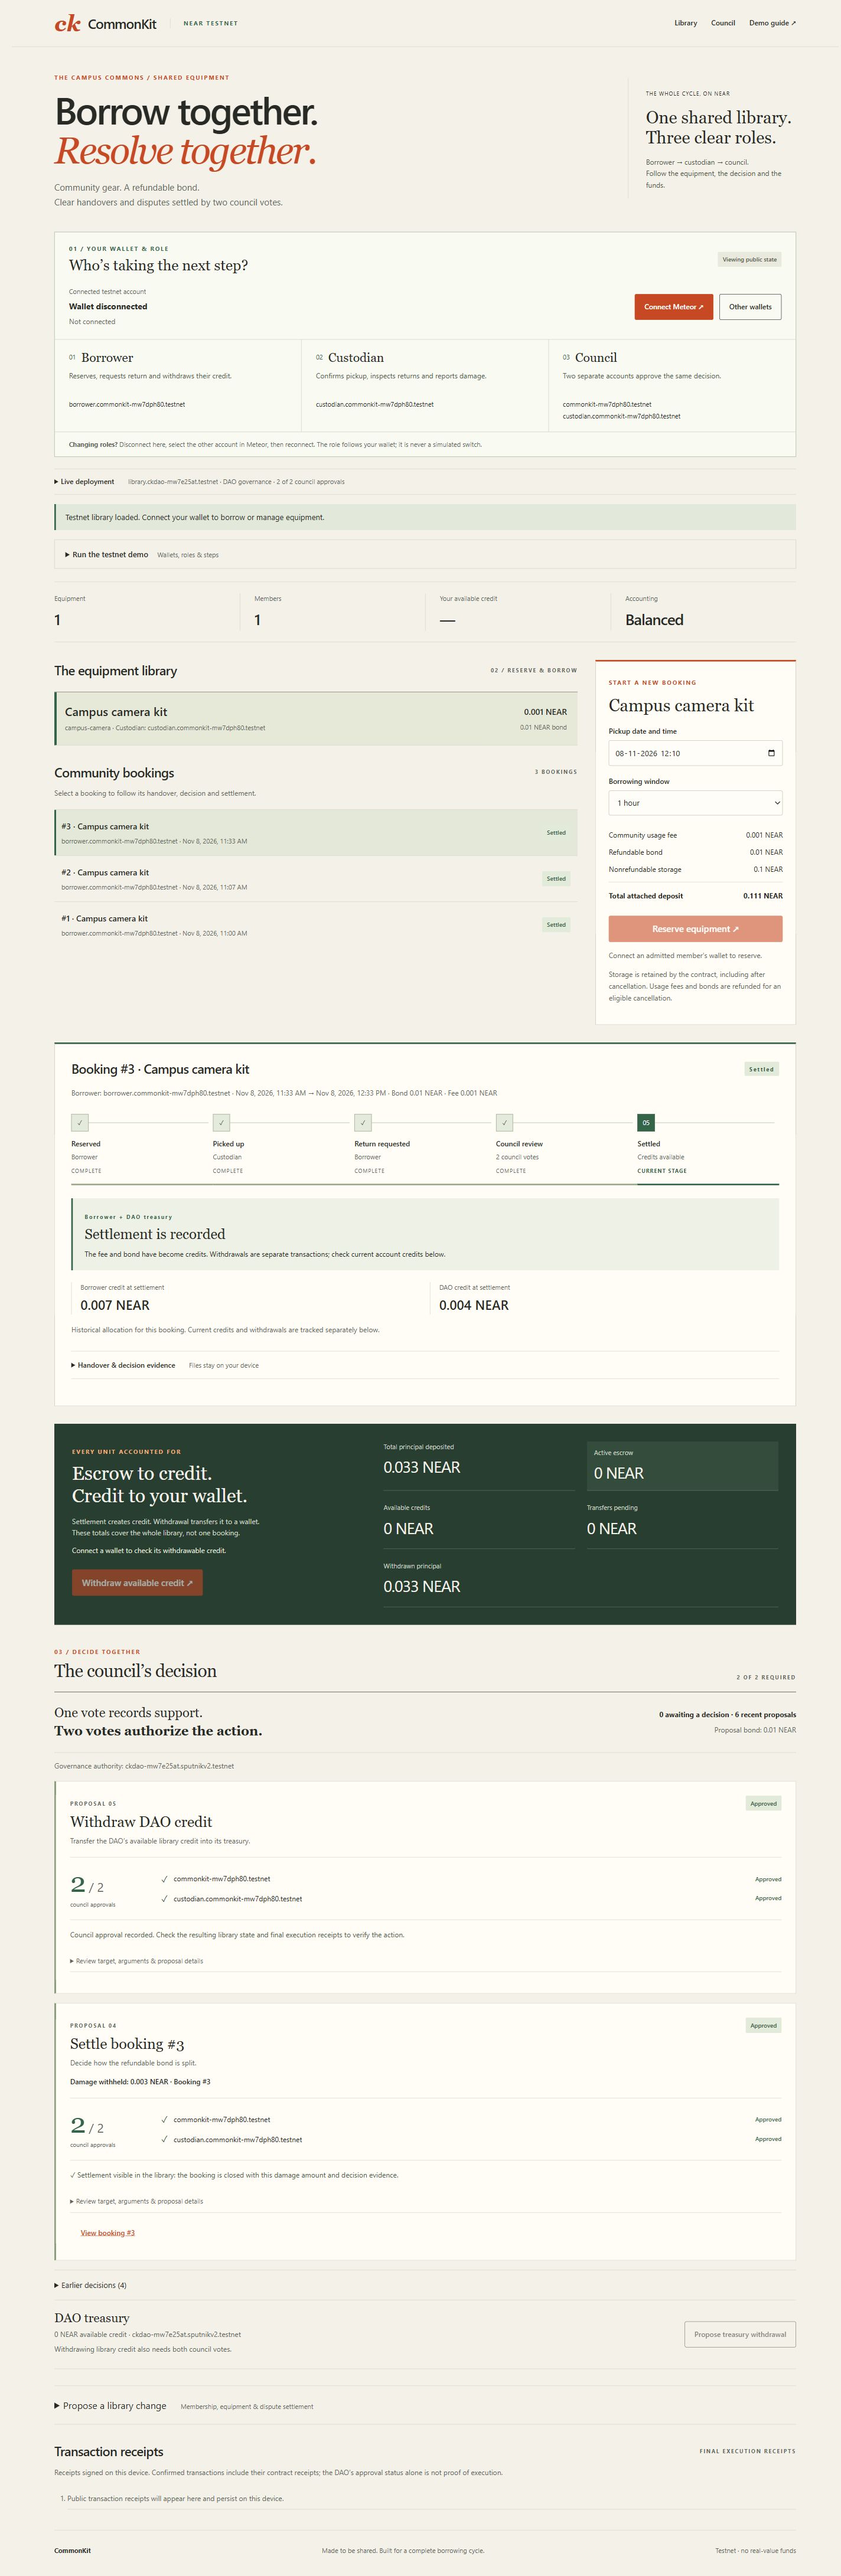 ck CommonKit
NEAR TESTNET
Library Council Demo guide ↗
THE CAMPUS COMMONS / SHARED EQUIPMENT
Borrow together.
Resolve together.
Community gear. A refundable bond.
Clear handovers and disputes settled by two council votes.
THE WHOLE CYCLE. ON NEAR
One shared library.
Three clear roles.
Borrower → custodian → council.
Follow the equipment, the decision and the
funds.
01 / YOUR WALLET & ROLE
Who's taking the next step?
Viewing public state
Connected testnet account
Wallet disconnected
Not connected
Connect Meteor ↗
Other wallets
01 Borrower
Reserves, requests return and withdraws their credit.
borrower.commonkit-mw7dph80.testnet
02 Custodian
Confirms pickup, inspects returns and reports damage.
custodian.commonkit-mw7dph80.testnet
03 Council
Two separate accounts approve the same decision.
commonkit-mw7dph80.testnet
custodian.commonkit-mw7dph80.testnet
Changing roles? Disconnect here, select the other account in Meteor, then reconnect. The role follows your wallet; it is never a simulated switch.
▶ Live deployment library.ckdao-mw7e25at.testnet · DAO governance · 2 of 2 council approvals
Testnet library loaded. Connect your wallet to borrow or manage equipment.
▶ Run the testnet demo Wallets, roles & steps
Equipment
1
Members
1
Your available credit
—
Accounting
Balanced
The equipment library
02 / RESERVE & BORROW
Campus camera kit
campus-camera · Custodian: custodian.commonkit-mw7dph80.testnet
0.001 NEAR
0.01 NEAR bond
Community bookings
3 BOOKINGS
Select a booking to follow its handover, decision and settlement.
#3 · Campus camera kit
borrower.commonkit-mw7dph80.testnet · Nov 8, 2026, 11:33 AM
Settled
#2 · Campus camera kit
borrower.commonkit-mw7dph80.testnet · Nov 8, 2026, 11:07 AM
Settled
#1 · Campus camera kit
borrower.commonkit-mw7dph80.testnet · Nov 8, 2026, 11:00 AM
Settled
START A NEW BOOKING
Campus camera kit
Pickup date and time
08-11-2026 12:10
Borrowing window
1 hour
Community usage fee 0.001 NEAR
Refundable bond 0.01 NEAR
Nonrefundable storage 0.1 NEAR
Total attached deposit 0.111 NEAR
Reserve equipment ↗
Connect an admitted member's wallet to reserve.
Storage is retained by the contract, including after
cancellation. Usage fees and bonds are refunded for an
eligible cancellation.
Booking #3 · Campus camera kit
Settled
Borrower: borrower.commonkit-mw7dph80.testnet · Nov 8, 2026, 11:33 AM → Nov 8, 2026, 12:33 PM · Bond 0.01 NEAR · Fee 0.001 NEAR
✓
Reserved
Borrower
COMPLETE
✓
Picked up
Custodian
COMPLETE
✓
Return requested
Borrower
COMPLETE
✓
Council review
2 council votes
COMPLETE
05
Settled
Credits available
CURRENT STAGE
Borrower + DAO treasury
Settlement is recorded
The fee and bond have become credits. Withdrawals are separate transactions; check current account credits below.
Borrower credit at settlement
0.007 NEAR
DAO credit at settlement
0.004 NEAR
Historical allocation for this booking. Current credits and withdrawals are tracked separately below.
▶ Handover & decision evidence Files stay on your device
EVERY UNIT ACCOUNTED FOR
Escrow to credit.
Credit to your wallet.
Settlement creates credit. Withdrawal transfers it to a wallet.
These totals cover the whole library, not one booking.
Connect a wallet to check its withdrawable credit.
Withdraw available credit ↗
Total principal deposited
0.033 NEAR
Active escrow
0 NEAR
Available credits
0 NEAR
Transfers pending
0 NEAR
Withdrawn principal
0.033 NEAR
03 / DECIDE TOGETHER
The council's decision
2 OF 2 REQUIRED
One vote records support.
Two votes authorize the action.
0 awaiting a decision · 6 recent proposals
Proposal bond: 0.01 NEAR
Governance authority: ckdao-mw7e25at.sputnikv2.testnet
PROPOSAL 05
Approved
Withdraw DAO credit
Transfer the DAO's available library credit into its treasury.
2 / 2
council approvals
✓ commonkit-mw7dph80.testnet Approved
✓ custodian.commonkit-mw7dph80.testnet Approved
Council approval recorded. Check the resulting library state and final execution receipts to verify the action.
▶ Review target, arguments & proposal details
PROPOSAL 04
Approved
Settle booking #3
Decide how the refundable bond is split.
Damage withheld: 0.003 NEAR · Booking #3
2 / 2
council approvals
✓ commonkit-mw7dph80.testnet Approved
✓ custodian.commonkit-mw7dph80.testnet Approved
✓ Settlement visible in the library: the booking is closed with this damage amount and decision evidence.
▶ Review target, arguments & proposal details
View booking #3
▶ Earlier decisions (4)
DAO treasury
0 NEAR available credit · ckdao-mw7e25at.sputnikv2.testnet
Withdrawing library credit also needs both council votes.
Propose treasury withdrawal
▶ Propose a library change Membership, equipment & dispute settlement
Transaction receipts
FINAL EXECUTION RECEIPTS
Receipts signed on this device. Confirmed transactions include their contract receipts; the DAO's approval status alone is not proof of execution.
1. Public transaction receipts will appear here and persist on this device.
CommonKit
Made to be shared. Built for a complete borrowing cycle.
Testnet · no real-value funds